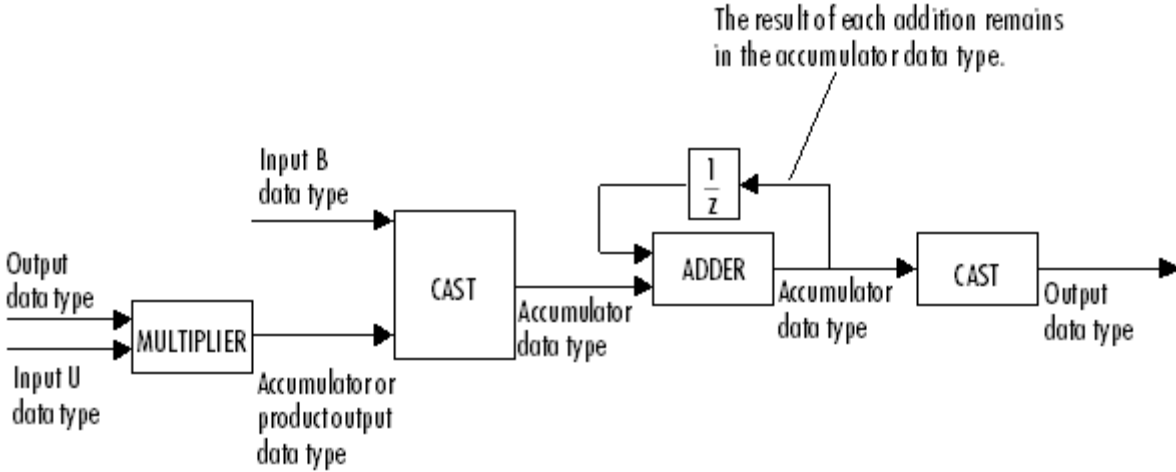 The result of each addition remains
in the accumulator data type.
Input B
data type
1
z
Output
data type
CAST
ADDER
CAST
MULTIPLIER
Accumulator
data type
Accumulator
data type
Output
data type
Input U
data type
Accumulator or
product output
data type